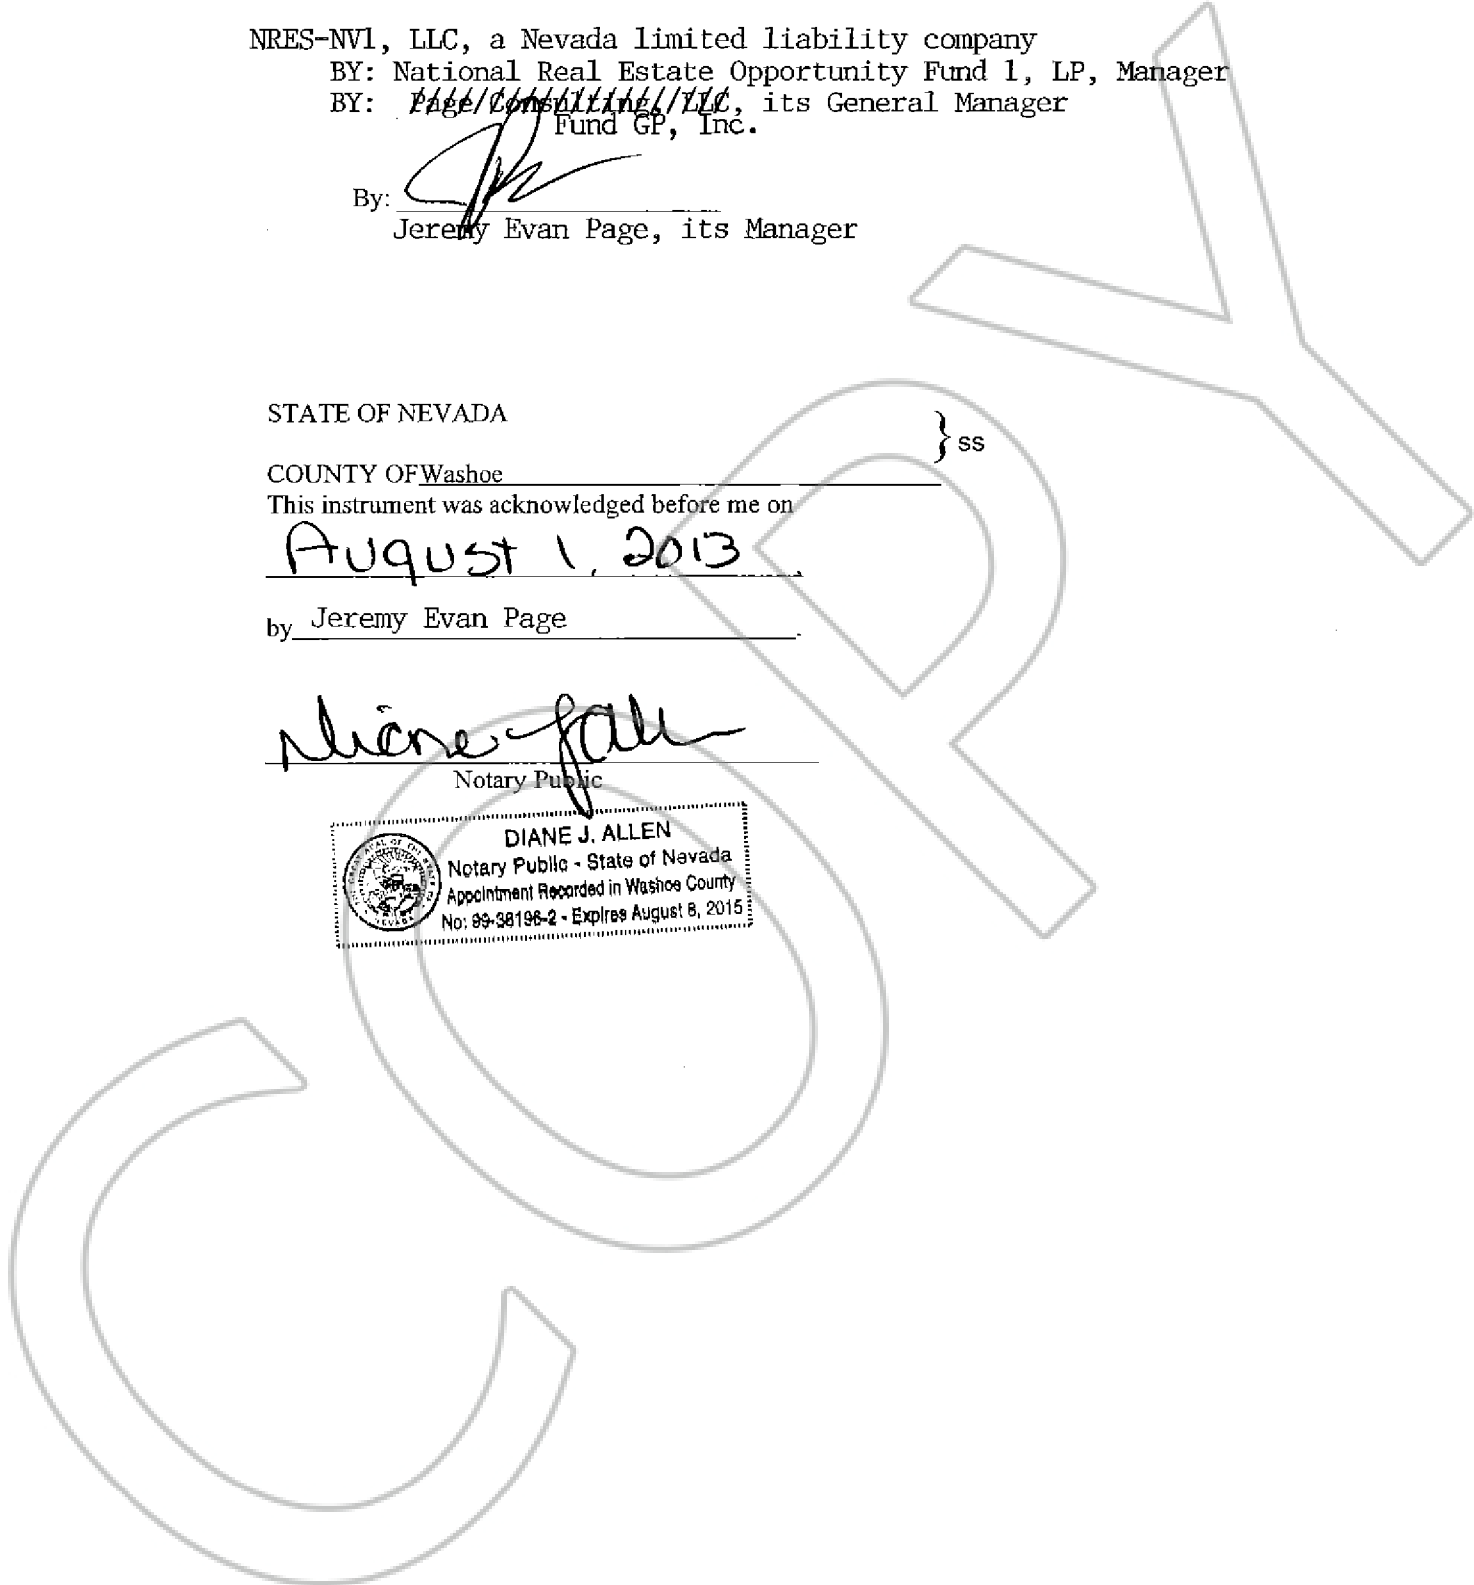 NRES-NV1, LLC, a Nevada limited liability company
BY: National Real Estate Opportunity Fund 1, LP, Manager
BY: Page Consulting, LLC, its General Manager
Fund GP, Inc.
By:
Jeremy Evan Page, its Manager
STATE OF NEVADA
} ss
COUNTY OF Washoe
This instrument was acknowledged before me on
August 1, 2013,
by Jeremy Evan Page.
Diane J Allen
Notary Public
DIANE J. ALLEN
Notary Public - State of Nevada
Appointment Recorded in Washoe County
No: 99-38196-2 - Expires August 8, 2015
COPY